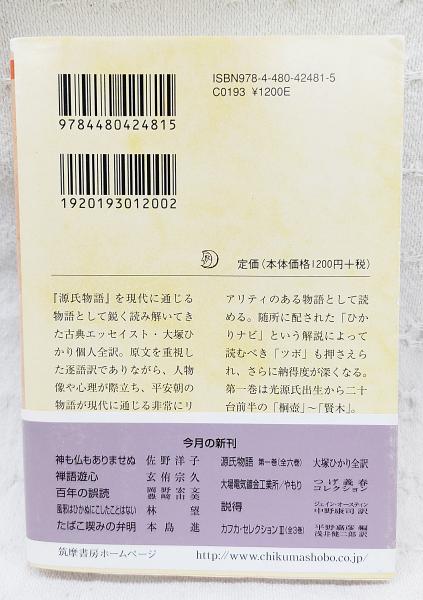 ISBN978-4-480-42481-5
C0193 ¥1200E
9784480424815
1920193012002
定価(本体価格1200円+税)
『源氏物語』を現代に通じる
物語として鋭く読み解いてき
た古典エッセイスト・大塚ひ
かり個人全訳。原文を重視し
た逐語訳でありながら、人物
像や心理が際立ち、平安朝の
物語が現代に通じる非常にリ
アリティのある物語として読
める。随所に配された「ひか
りナビ」という解説によって
読むべき「ツボ」も押さえら
れ、さらに納得度が深くなる。
第一巻は光源氏出生から二十
台前半の「桐壺」~「賢木」。
今月の新刊
神も仏もありませぬ 佐野洋子
禅語遊心 玄侑宗久
百年の誤読 岡野宏文 豊﨑由美
風邪はひかぬにこしたことはない 林望
たばこ喫みの弁明 本島進
源氏物語 第一巻(全六巻) 大塚ひかり全訳
大場電気鍍金工業所/やもり つげ義春コレクション
説得 ジェイン・オースティン 中野康司訳
カフカ・セレクションⅢ(全3巻) 平野嘉彦編 浅井健二郎訳
筑摩書房ホームページ http://www.chikumashobo.co.jp/